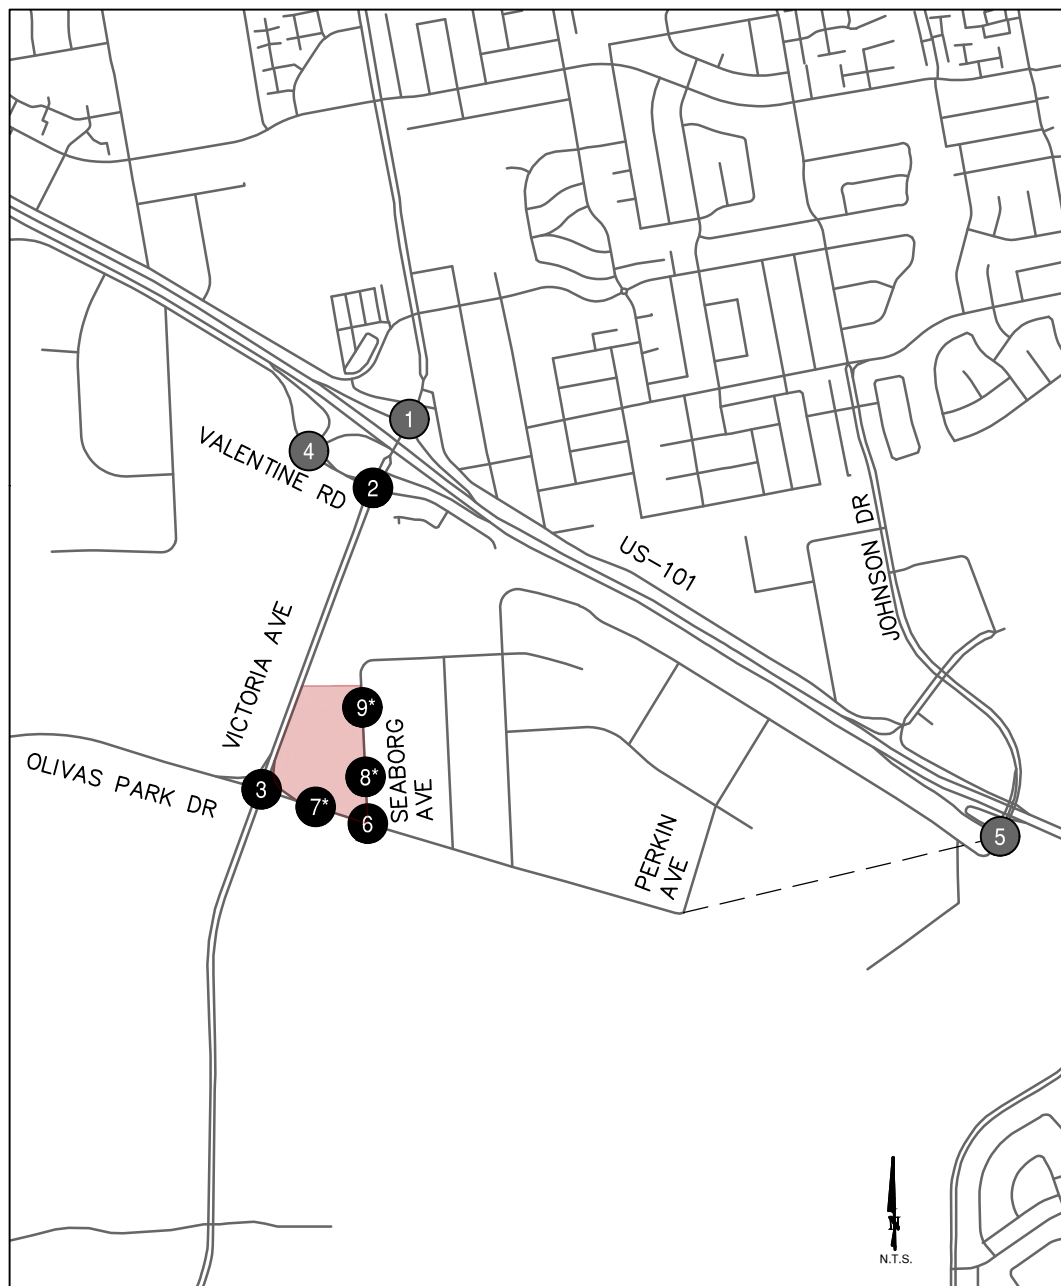 1
4
VALENTINE RD
2
US-101
JOHNSON DR
VICTORIA AVE
9*
SEABORG
AVE
8*
OLIVAS PARK DR
3
7*
6
PERKIN
AVE
5
N
N.T.S.